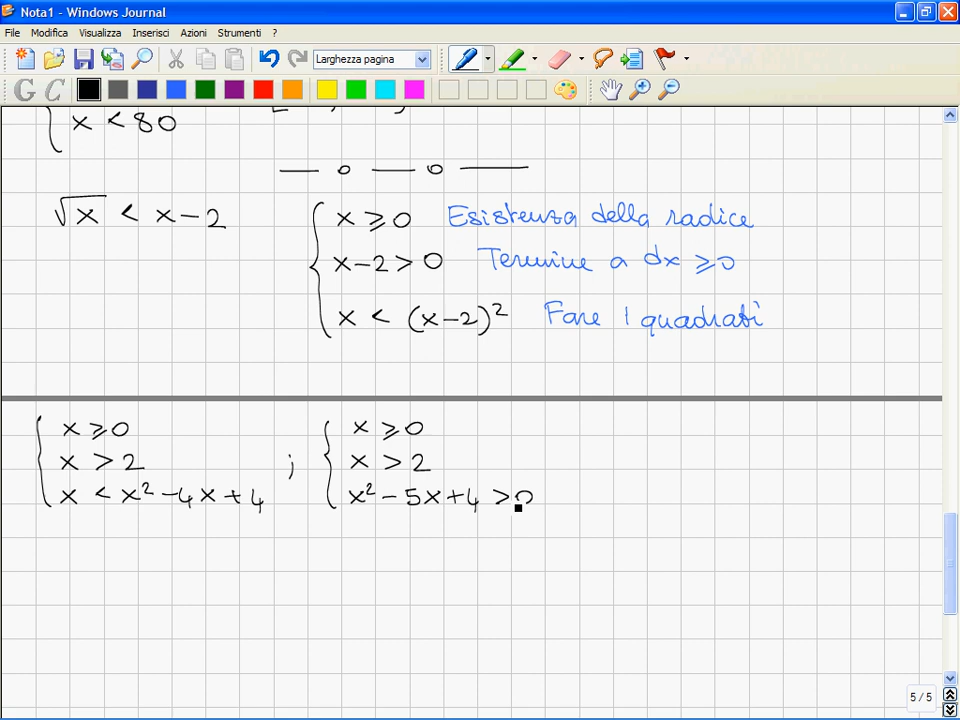 Nota1 - Windows Journal
File Modifica Visualizza Inserisci Azioni Strumenti ?
Larghezza pagina
G C
x < 80
√x < x-2
x ⩾ 0 Esistenza della radice
x-2 > 0 Termine a dx ⩾0
x < (x-2)² Fare i quadrati
x ⩾ 0
x > 2 ;
x < x² -4x + 4
x ⩾ 0
x > 2
x² - 5x + 4 > 0
5 / 5